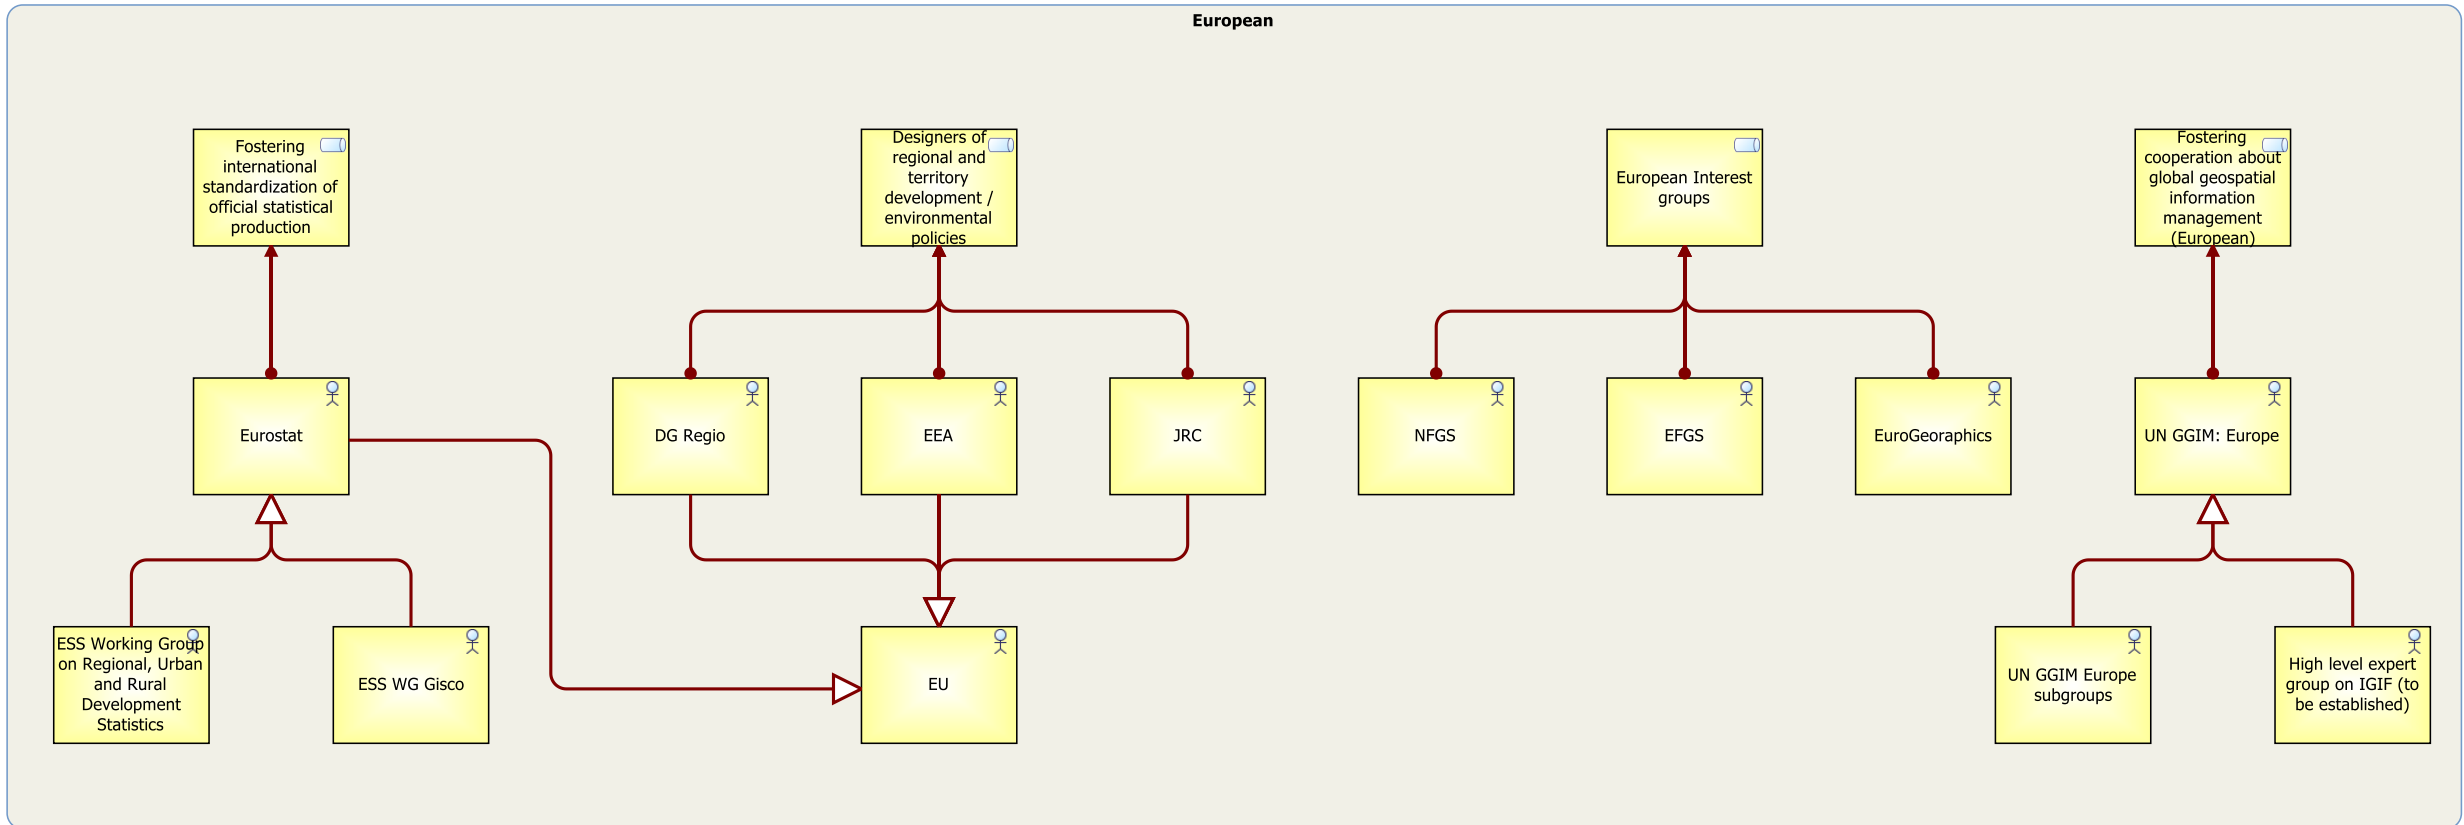 European
Fostering
international
standardization of
official statistical
production
Designers of
regional and
territory
development /
environmental
policies
European Interest
groups
Fostering
cooperation about
global geospatial
information
management
(European)
Eurostat
DG Regio
EEA
JRC
NFGS
EFGS
EuroGeoraphics
UN GGIM: Europe
ESS Working Group
on Regional, Urban
and Rural
Development
Statistics
ESS WG Gisco
EU
UN GGIM Europe
subgroups
High level expert
group on IGIF (to
be established)